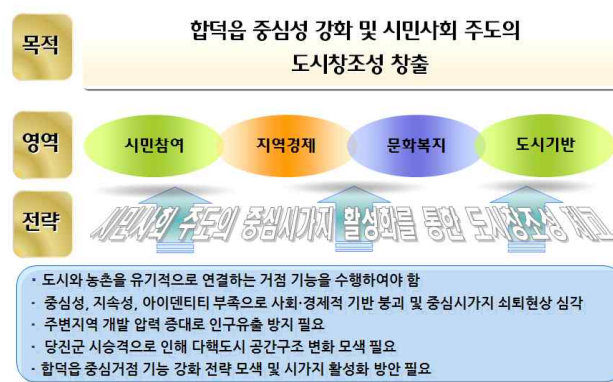 목적
합덕읍 중심성 강화 및 시민사회 주도의
도시창조성 창출
영역
시민참여
지역경제
문화복지
도시기반
전략
시민사회 주도의 중심시가지 활성화를 통한 도시창조성 제고
· 도시와 농촌을 유기적으로 연결하는 거점 기능을 수행하여야 함
- 중심성, 지속성, 아이덴티티 부족으로 사회·경제적 기반 붕괴 및 중심시가지 쇠퇴현상 심각
- 주변지역 개발 압력 증대로 인구유출 방지 필요
- 당진군 시승격으로 인해 다핵도시 공간구조 변화 모색 필요
- 합덕읍 중심거점 기능 강화 전략 모색 및 시가지 활성화 방안 필요